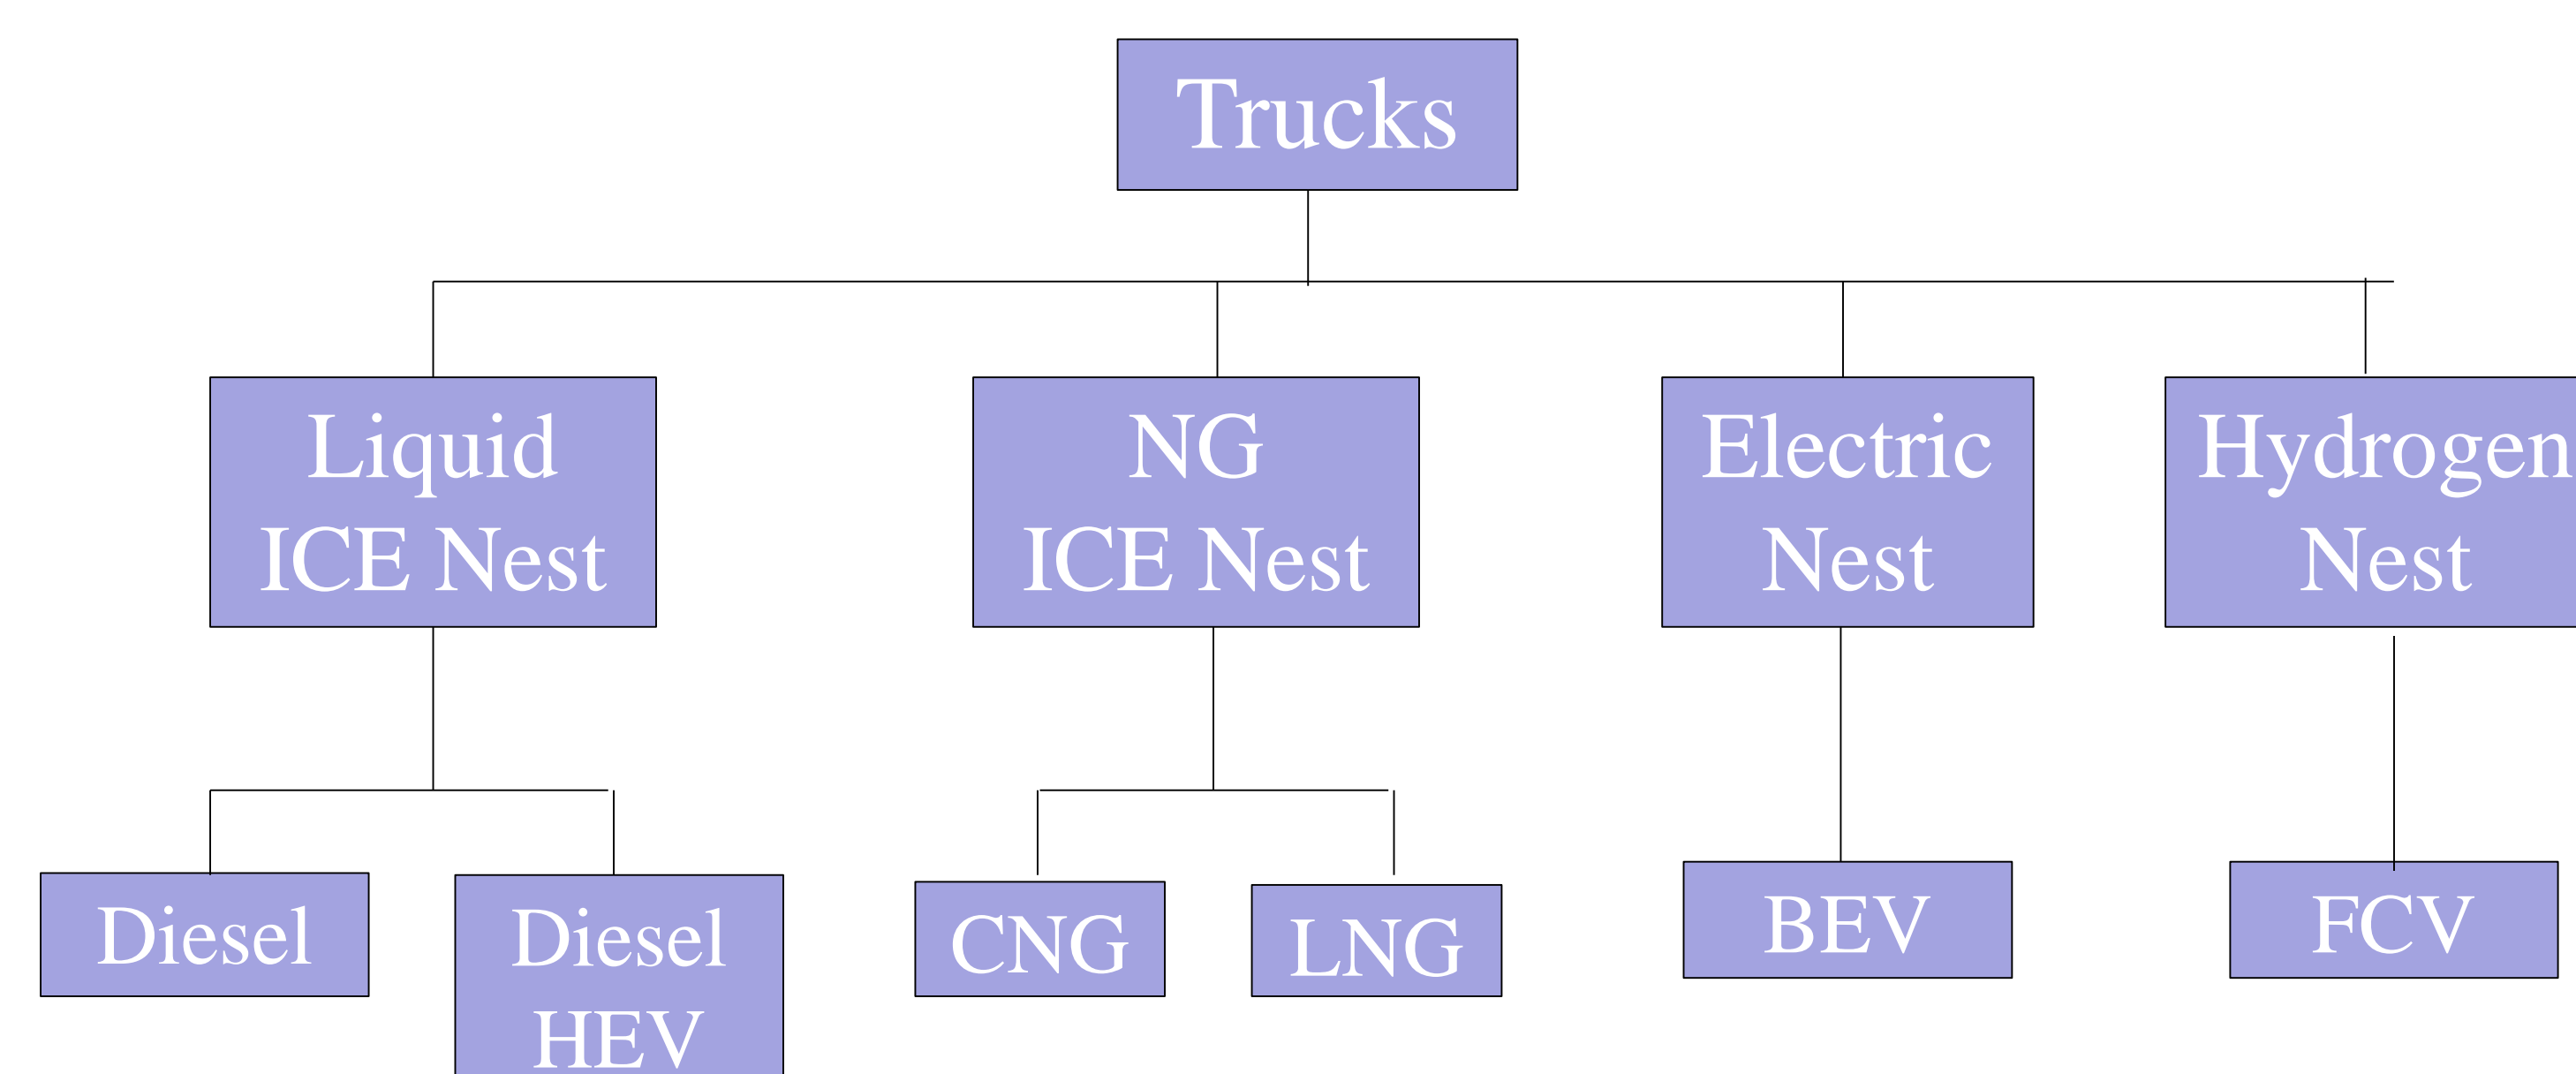 Trucks
Liquid
ICE Nest
NG
ICE Nest
Electric
Nest
Hydrogen
Nest
Diesel
Diesel
HEV
CNG
LNG
BEV
FCV